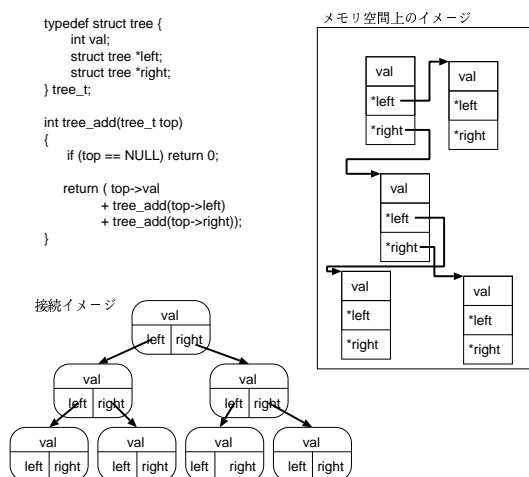 typedef struct tree {
int val;
struct tree *left;
struct tree *right;
} tree_t;
int tree_add(tree_t top)
{
if (top == NULL) return 0;
return ( top->val
+ tree_add(top->left)
+ tree_add(top->right));
}
メモリ空間上のイメージ
val
*left
*right
val
*left
*right
val
*left
*right
val
*left
*right
val
*left
*right
接続イメージ
val
left right
val
left right
val
left right
val
left right
val
left right
val
left right
val
left right